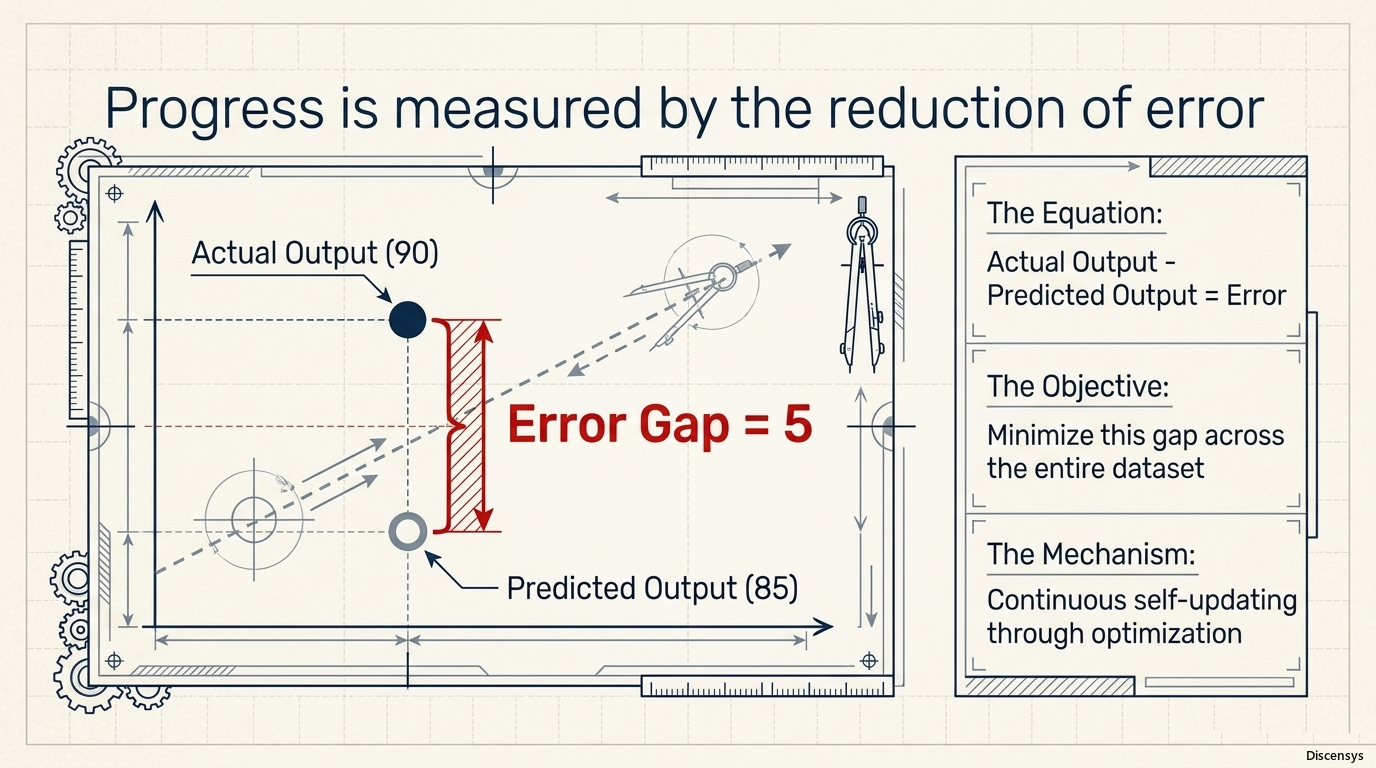 Progress is measured by the reduction of error
Actual Output (90)
Error Gap = 5
Predicted Output (85)
The Equation:
Actual Output -
Predicted Output = Error
The Objective:
Minimize this gap across
the entire dataset
The Mechanism:
Continuous self-updating
through optimization
Discensys